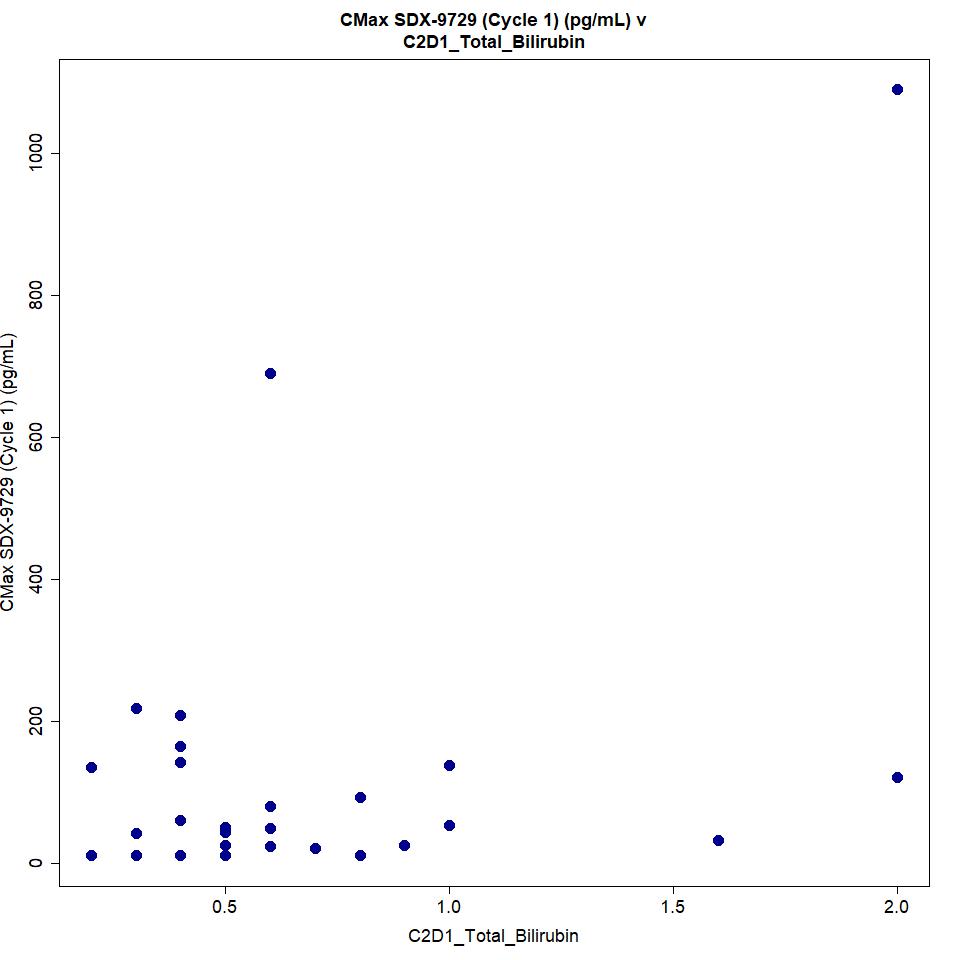 CMax SDX-9729 (Cycle 1) (pg/mL) v
C2D1_Total_Bilirubin
CMax SDX-9729 (Cycle 1) (pg/mL)
1000
800
600
400
200
0
0.5 1.0 1.5 2.0
C2D1_Total_Bilirubin